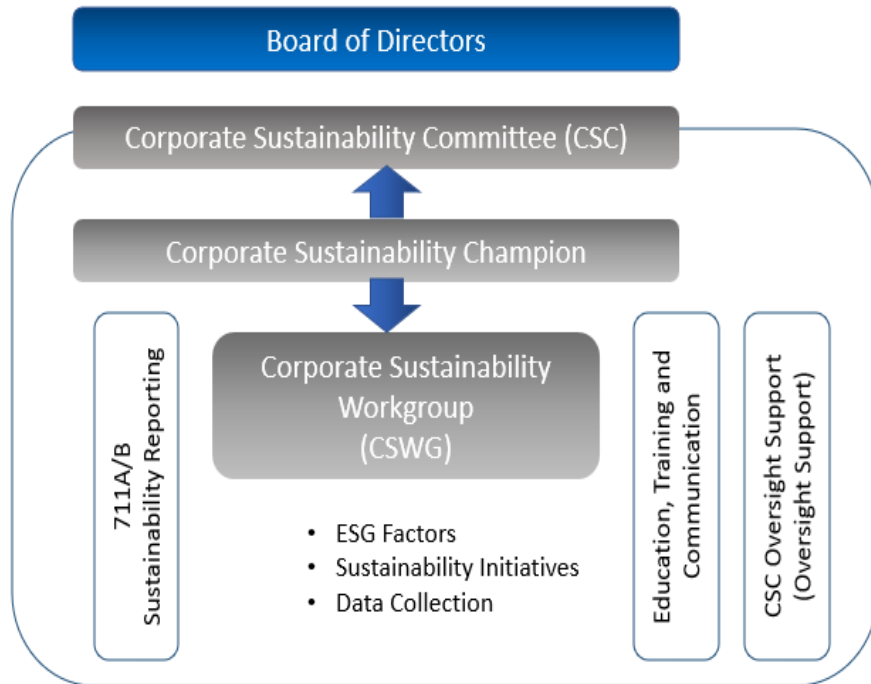 Board of Directors
Corporate Sustainability Committee (CSC)
Corporate Sustainability Champion
711A/B
Sustainability Reporting
Corporate Sustainability
Workgroup
(CSWG)
• ESG Factors
• Sustainability Initiatives
• Data Collection
Education, Training and
Communication
CSC Oversight Support
(Oversight Support)